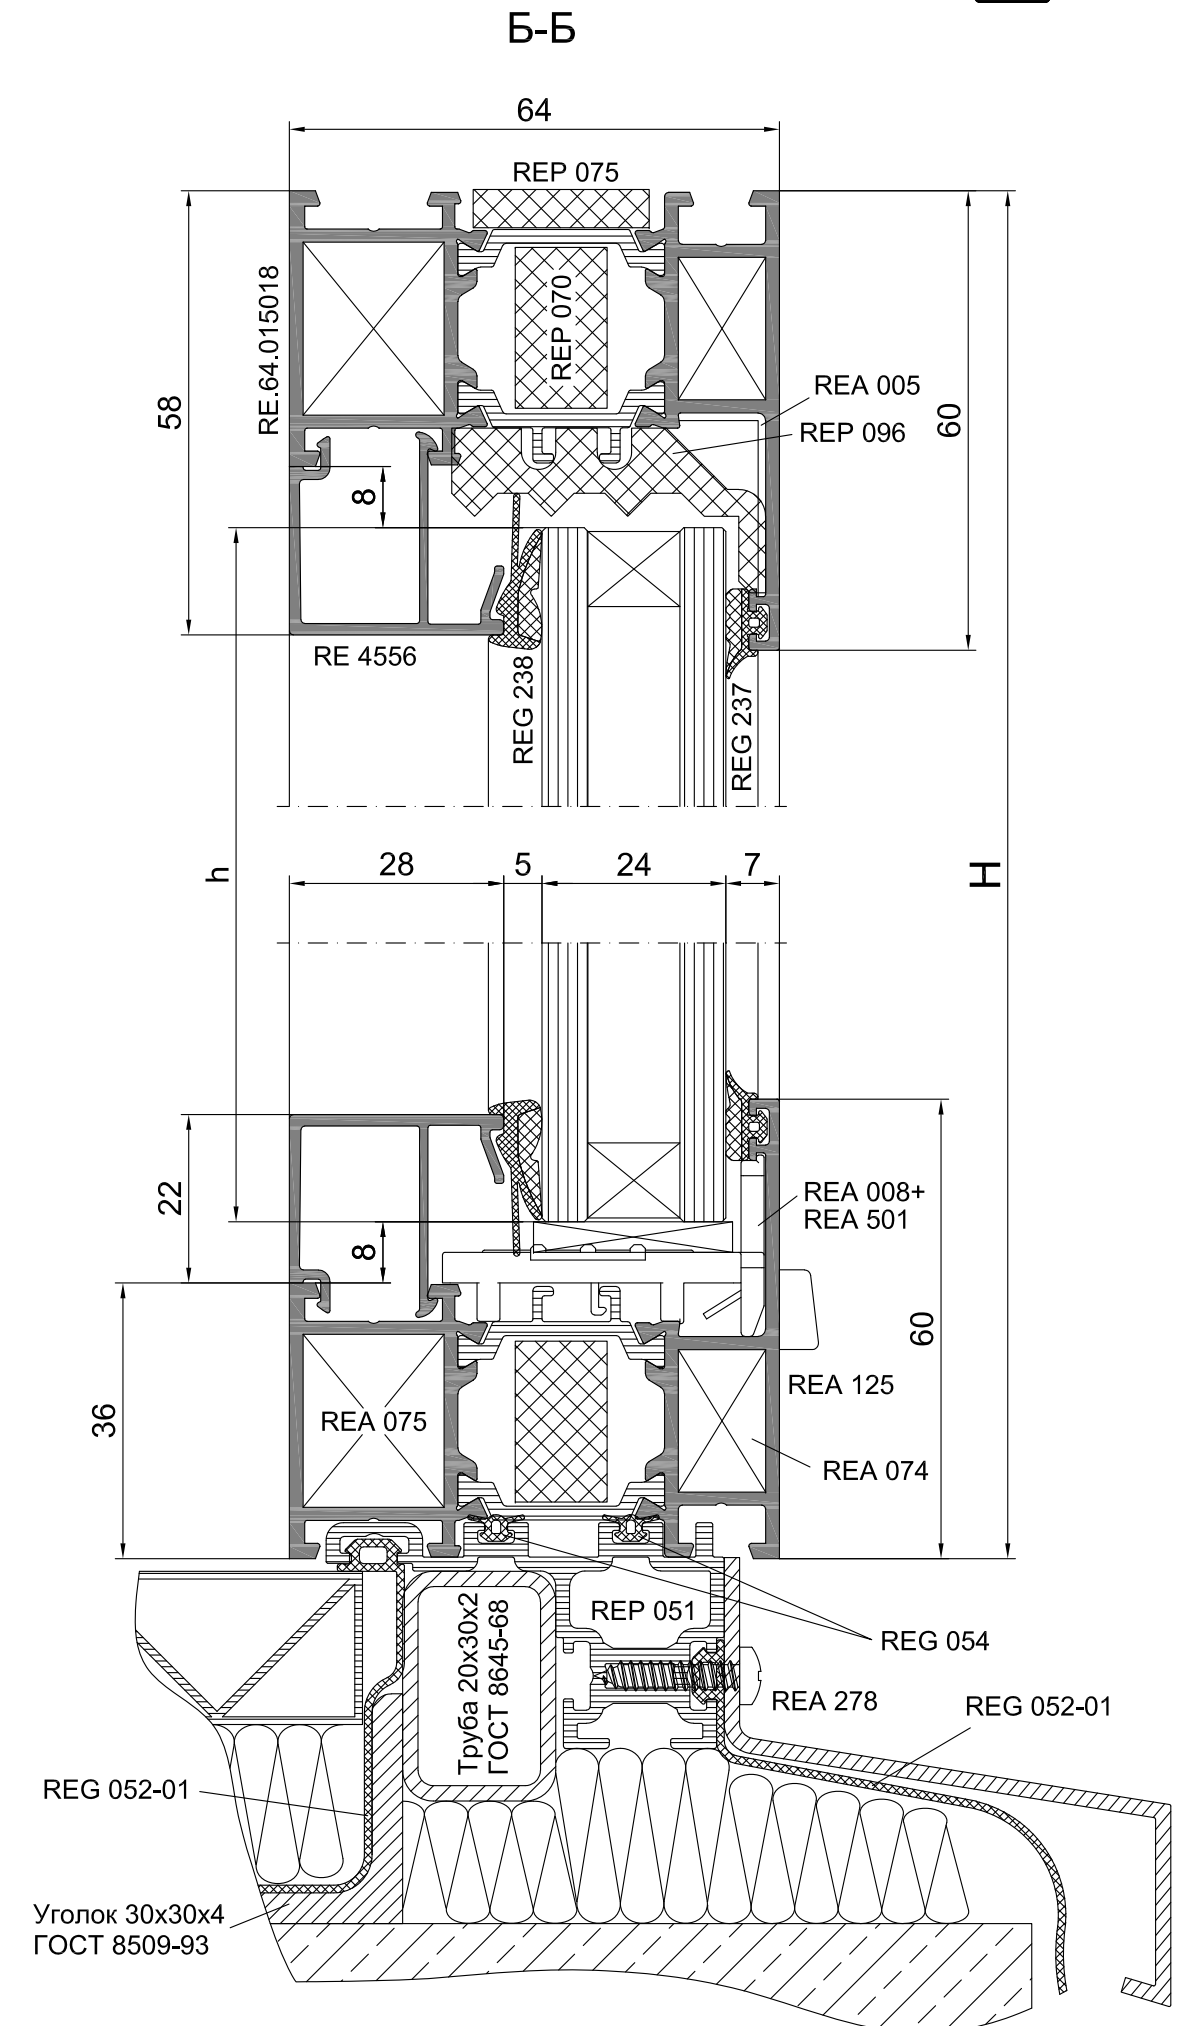 Б-Б
64
REP 075
RE.64.015018
REP 070
58
REA 005
REP 096
60
8
RE 4556
REG 238
REG 237
h
28
5
24
7
H
22
8
REA 008+
REA 501
60
36
REA 075
REA 125
REA 074
REP 051
REG 054
Труба 20x30x2
ГОСТ 8645-68
REA 278
REG 052-01
REG 052-01
Уголок 30x30x4
ГОСТ 8509-93